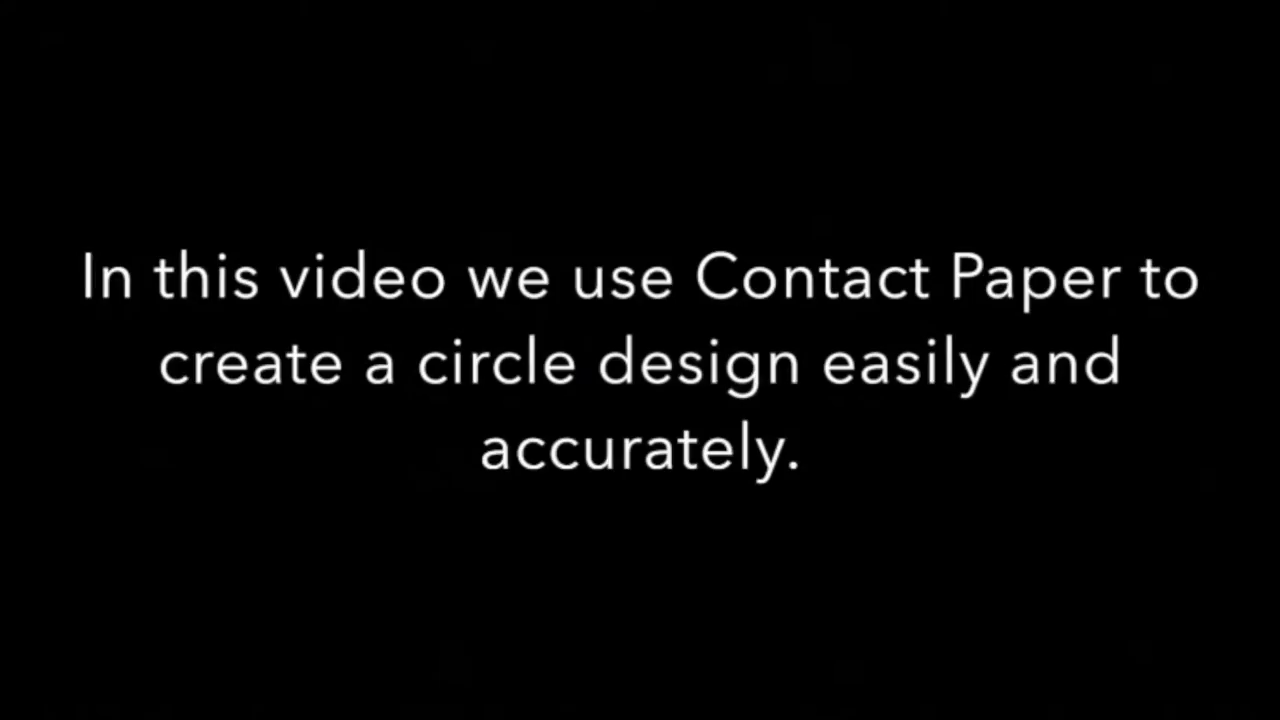 In this video we use Contact Paper to
create a circle design easily and
accurately.